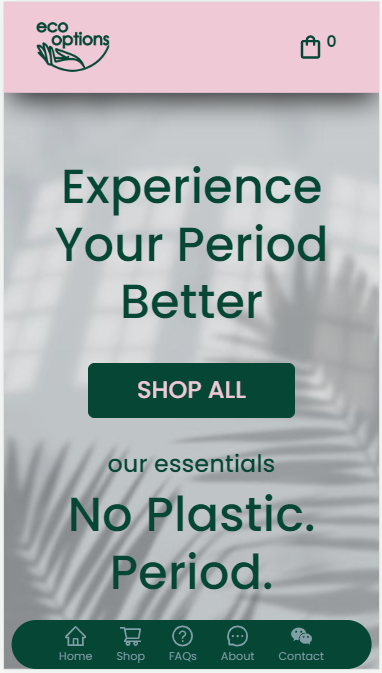 eco
options
0
Experience
Your Period
Better
SHOP ALL
our essentials
No Plastic.
Period.
Home Shop FAQs About Contact